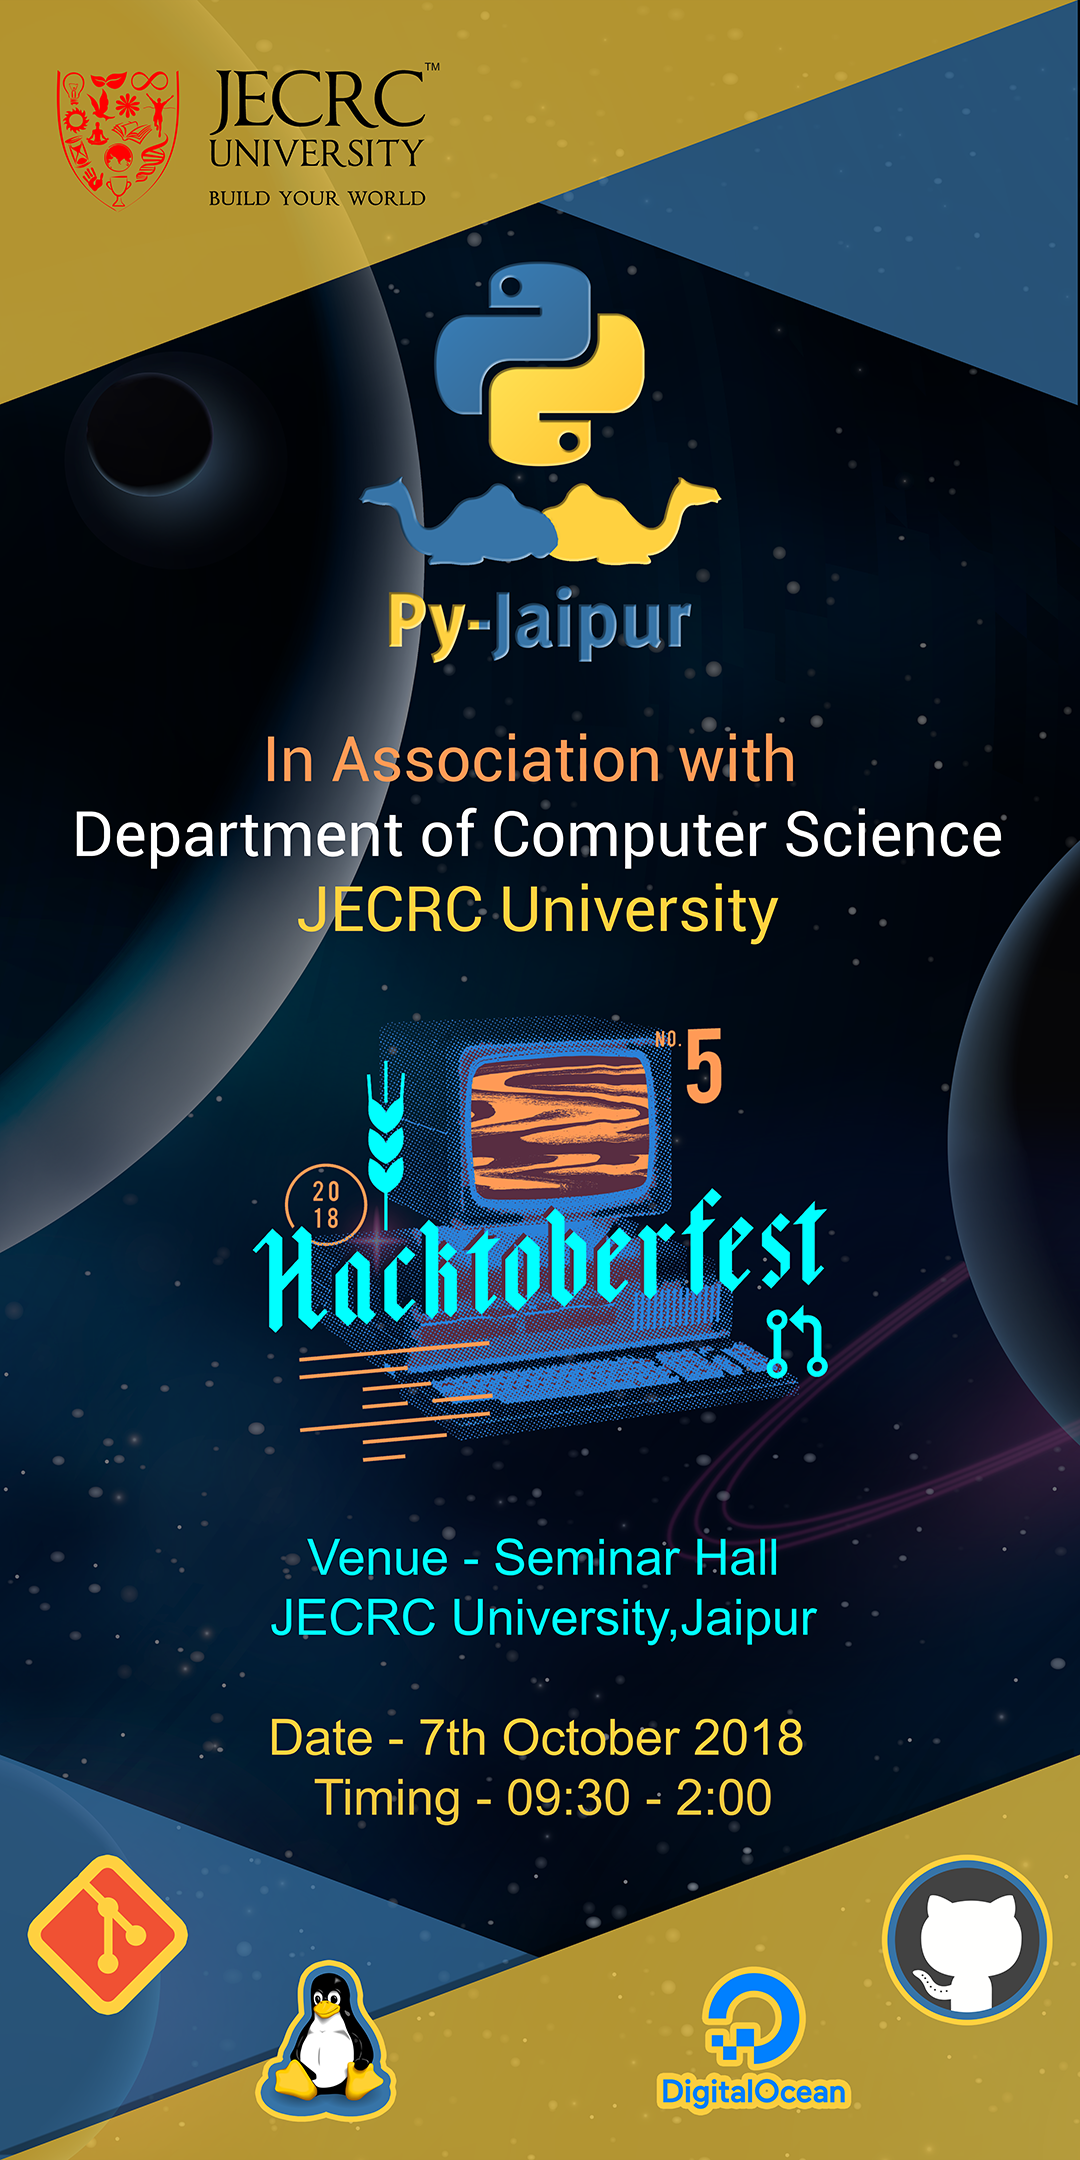 JECRC™
UNIVERSITY
BUILD YOUR WORLD
Py-Jaipur
In Association with
Department of Computer Science
JECRC University
NO. 5
20
18
Hacktoberfest
Venue - Seminar Hall
JECRC University,Jaipur
Date - 7th October 2018
Timing - 09:30 - 2:00
DigitalOcean